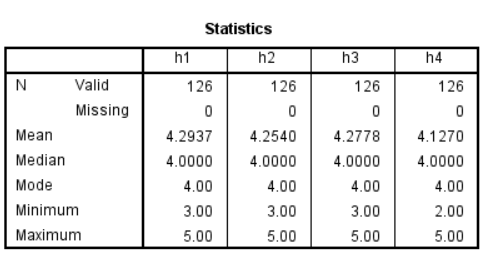 Statistics
h1 h2 h3 h4
N Valid 126 126 126 126
Missing 0 0 0 0
Mean 4.2937 4.2540 4.2778 4.1270
Median 4.0000 4.0000 4.0000 4.0000
Mode 4.00 4.00 4.00 4.00
Minimum 3.00 3.00 3.00 2.00
Maximum 5.00 5.00 5.00 5.00